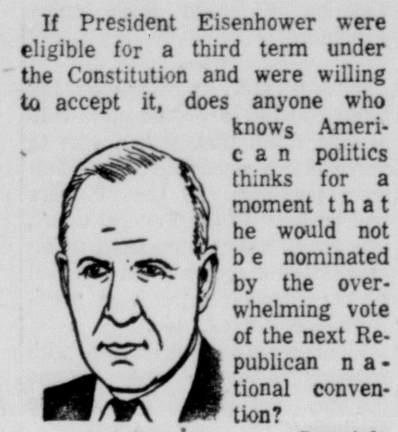 If President Eisenhower were
eligible for a third term under
the Constitution and were willing
to accept it, does anyone who
knows Ameri-
can politics
thinks for a
moment that
he would not
be nominated
by the over-
whelming vote
of the next Re-
publican na-
tional conven-
tion?